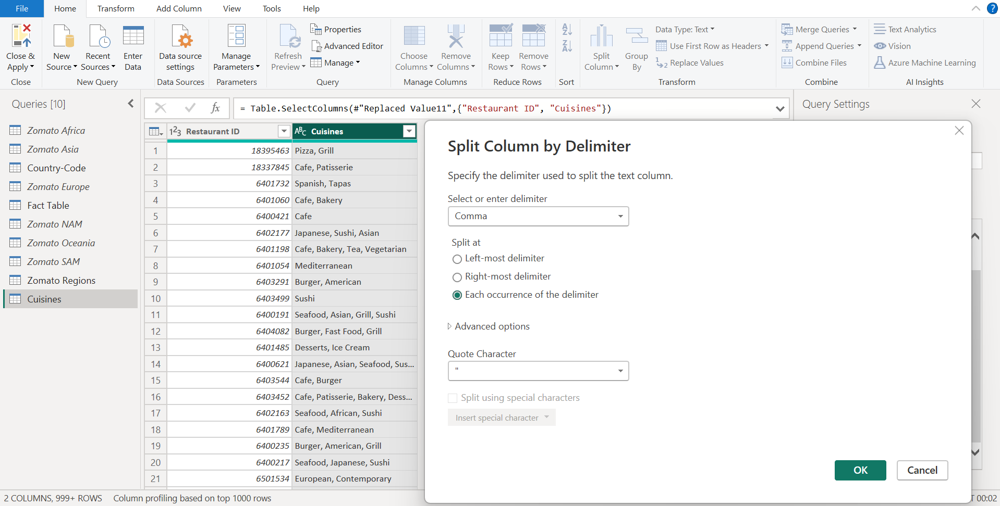 File Home Transform Add Column View Tools Help
Close & Apply
New Source
Recent Sources
Enter Data
Data source settings
Manage Parameters
Refresh Preview
Properties
Advanced Editor
Manage
Choose Columns
Remove Columns
Keep Rows
Remove Rows
Split Column
Group By
Data Type: Text
Use First Row as Headers
Replace Values
Merge Queries
Append Queries
Combine Files
Text Analytics
Vision
Azure Machine Learning
Close New Query Data Sources Parameters Query Manage Columns Reduce Rows Sort Transform Combine AI Insights
Queries [10]
Zomato Africa
Zomato Asia
Country-Code
Zomato Europe
Fact Table
Zomato NAM
Zomato Oceania
Zomato SAM
Zomato Regions
Cuisines
fx
= Table.SelectColumns(#"Replaced Value11",{"Restaurant ID", "Cuisines"})
Query Settings
123 Restaurant ID ABC Cuisines
1 18395463 Pizza, Grill
2 18337845 Cafe, Patisserie
3 6401732 Spanish, Tapas
4 6401060 Cafe, Bakery
5 6400421 Cafe
6 6402177 Japanese, Sushi, Asian
7 6401198 Cafe, Bakery, Tea, Vegetarian
8 6401054 Mediterranean
9 6403291 Burger, American
10 6403499 Sushi
11 6400191 Seafood, Asian, Grill, Sushi
12 6404082 Burger, Fast Food, Grill
13 6401485 Desserts, Ice Cream
14 6400621 Japanese, Asian, Seafood, Sus...
15 6403544 Cafe, Burger
16 6403452 Cafe, Patisserie, Bakery, Dess...
17 6402163 Seafood, African, Sushi
18 6401789 Cafe, Mediterranean
19 6400235 Burger, American, Grill
20 6400217 Seafood, Japanese, Sushi
21 6501534 European, Contemporary
Split Column by Delimiter
Specify the delimiter used to split the text column.
Select or enter delimiter
Comma
Split at
Left-most delimiter
Right-most delimiter
Each occurrence of the delimiter
Advanced options
Quote Character
"
Split using special characters
Insert special character
OK Cancel
2 COLUMNS, 999+ ROWS Column profiling based on top 1000 rows
T 00:02